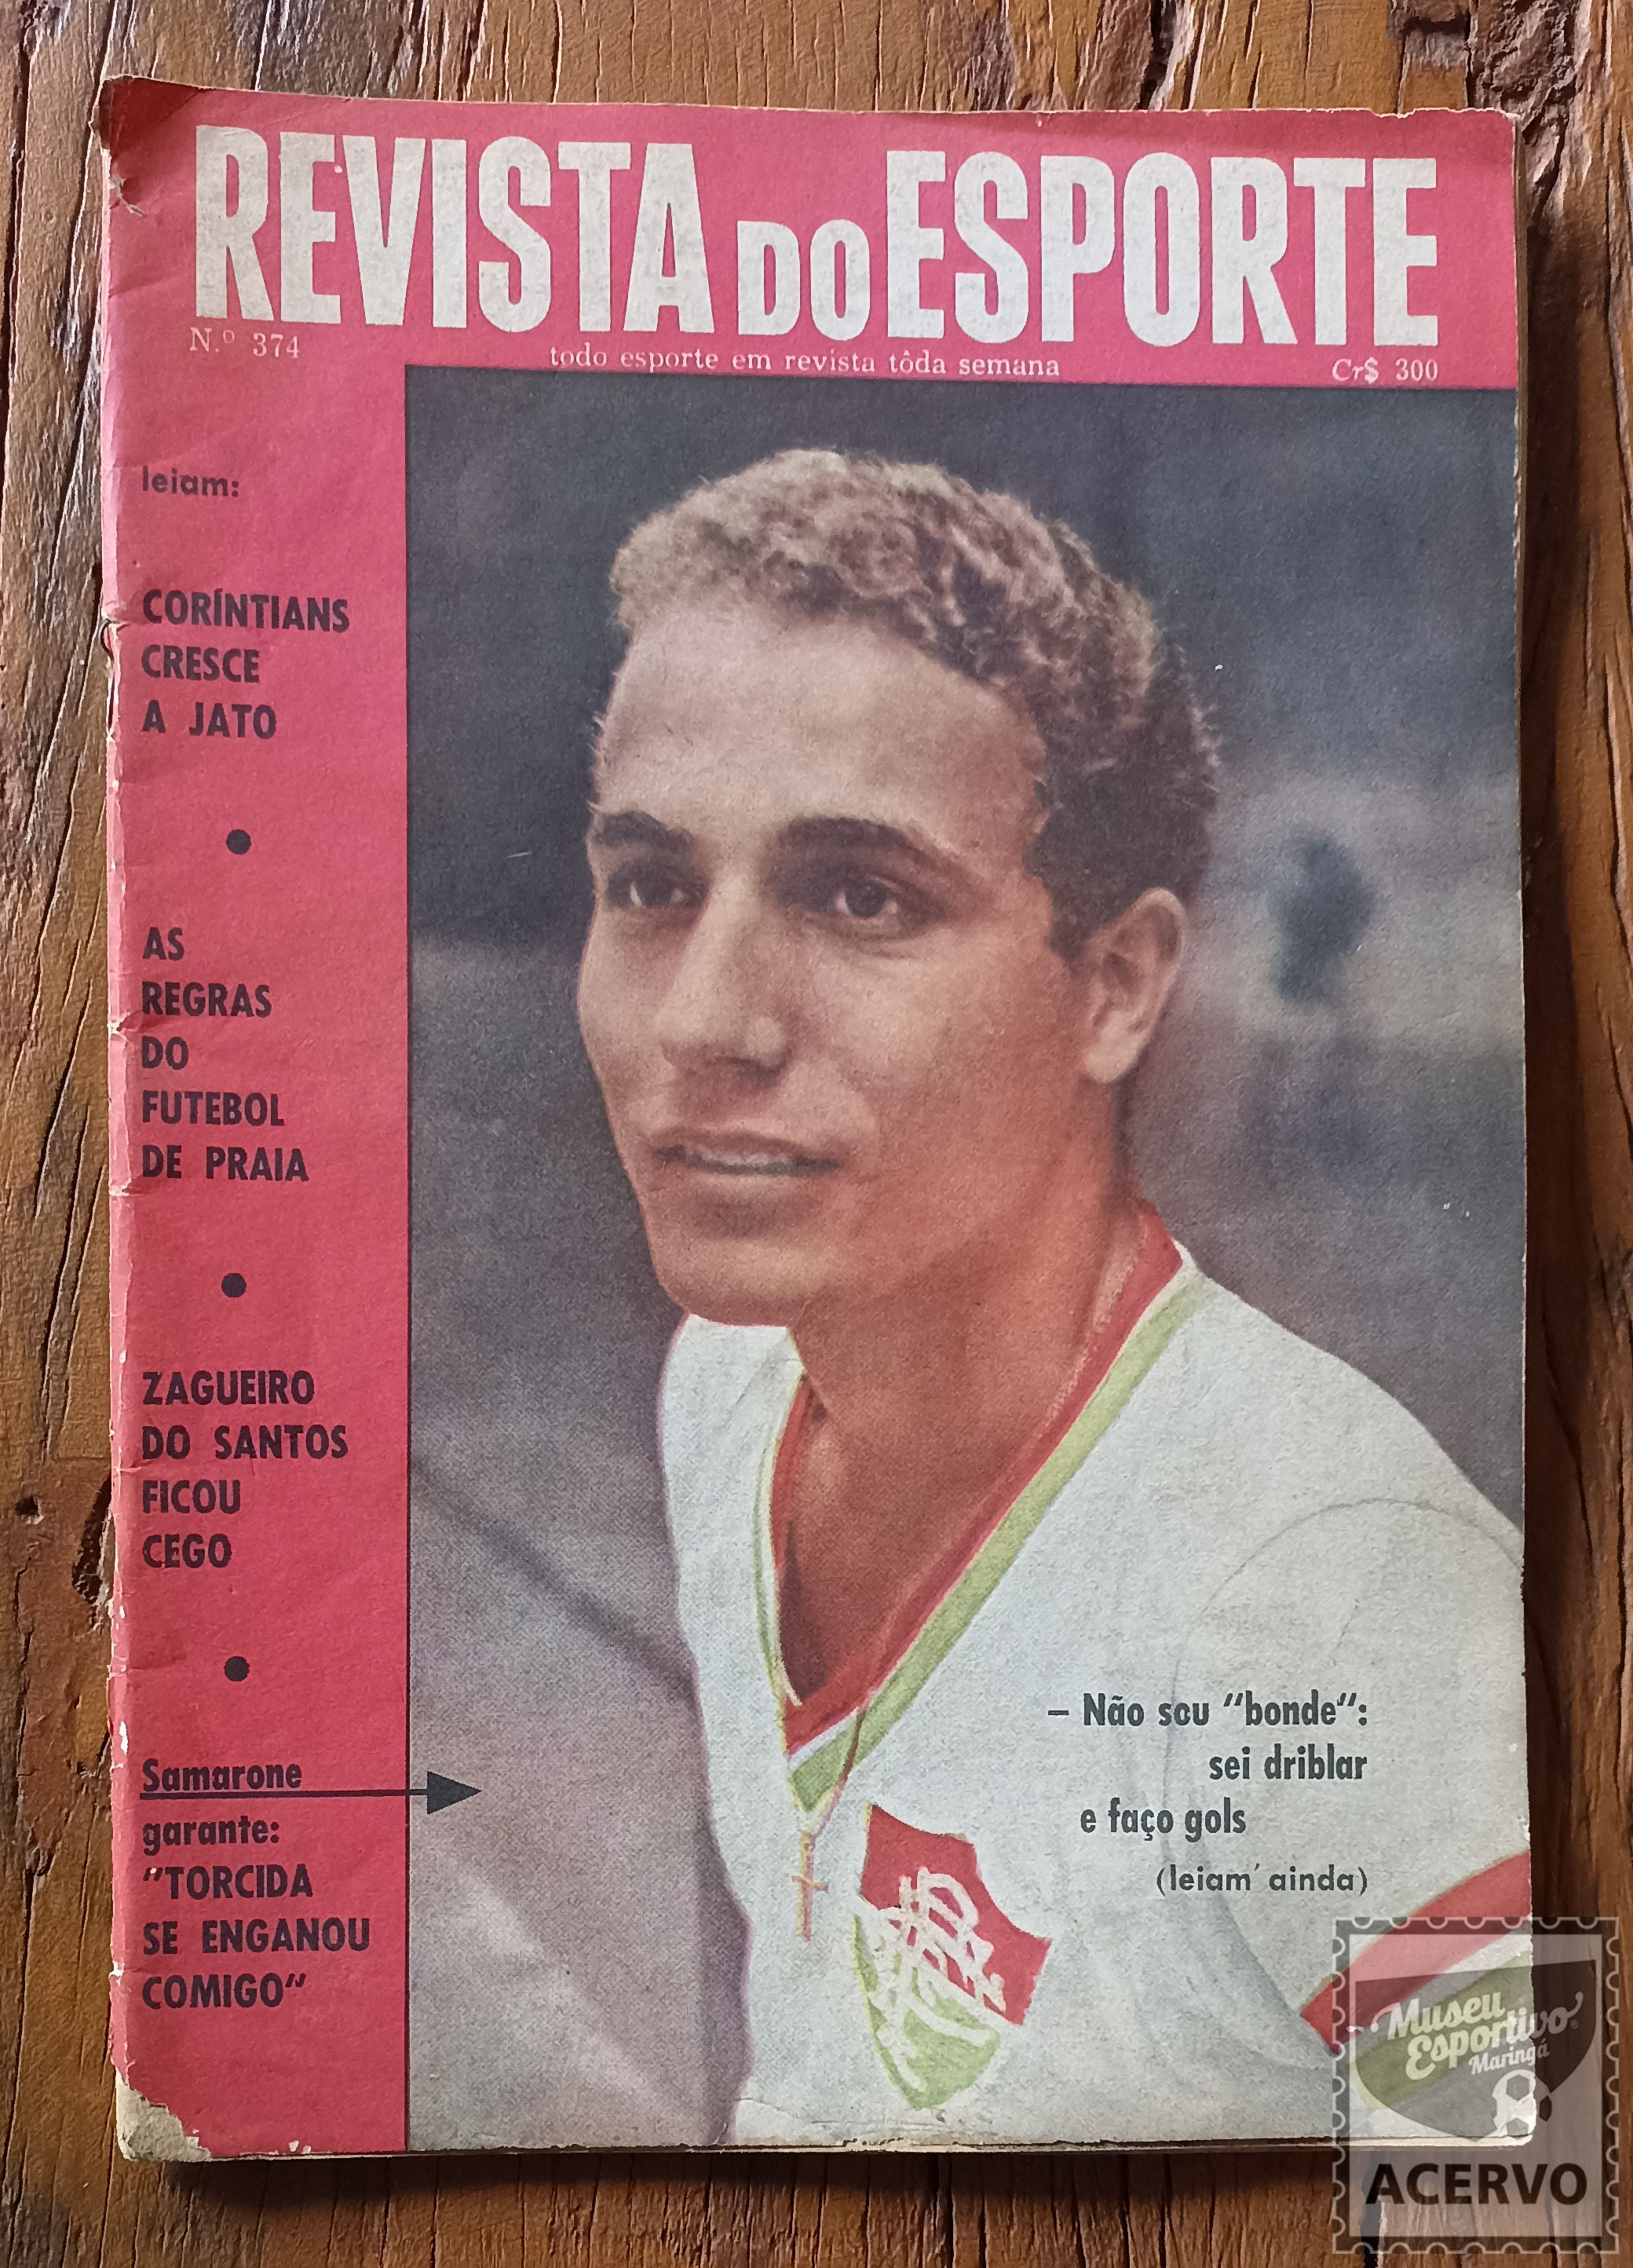 REVISTA DO ESPORTE
N.º 374
todo esporte em revista tôda semana
Cr$ 300
leiam:
CORÍNTIANS
CRESCE
A JATO
AS
REGRAS
DO
FUTEBOL
DE PRAIA
ZAGUEIRO
DO SANTOS
FICOU
CEGO
Samarone
garante:
"TORCIDA
SE ENGANOU
COMIGO"
– Não sou "bonde":
sei driblar
e faço gols
(leiam ainda)
Museu
Esportivo
Maringá
ACERVO